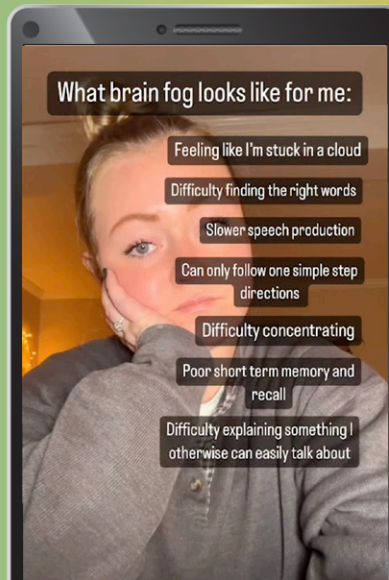 What brain fog looks like for me:
Feeling like I'm stuck in a cloud
Difficulty finding the right words
Slower speech production
Can only follow one simple step
directions
Difficulty concentrating
Poor short term memory and
recall
Difficulty explaining something I
otherwise can easily talk about